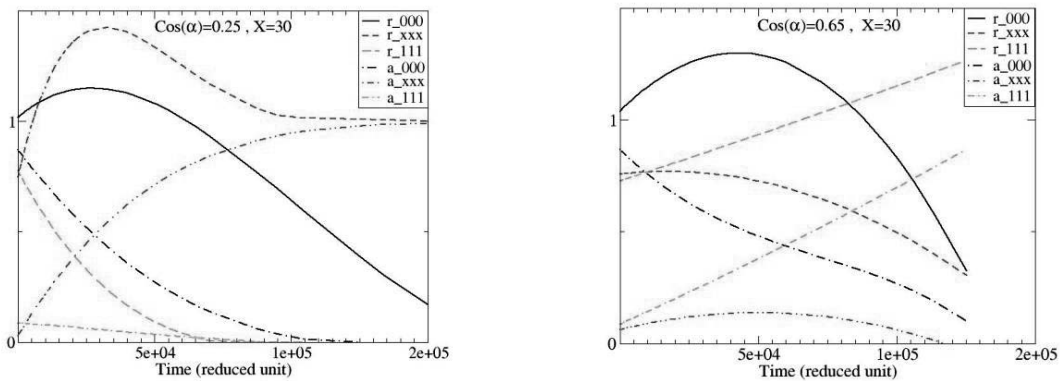 Cos(α)=0.25 , X=30
r_000
r_xxx
r_111
a_000
a_xxx
a_111
1
0
5e+04
1e+05
2e+05
Time (reduced unit)
Cos(α)=0.65 , X=30
r_000
r_xxx
r_111
a_000
a_xxx
a_111
1
0
5e+04
1e+05
2e+05
Time (reduced unit)